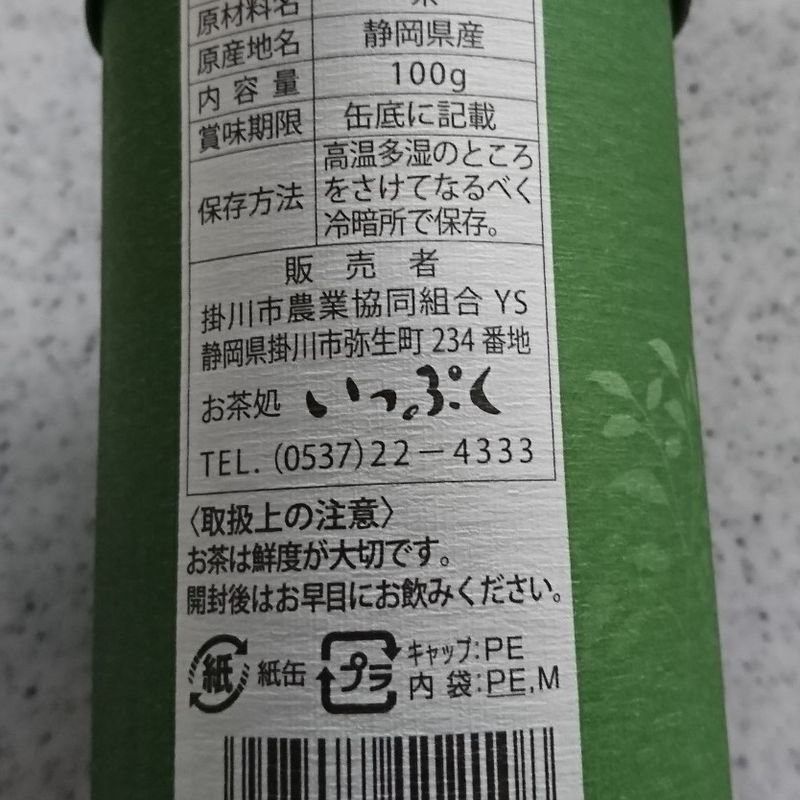 原材料名 茶
原産地名 静岡県産
内容量 100g
賞味期限 缶底に記載
保存方法 高温多湿のところ
をさけてなるべく
冷暗所で保存。
販売者
掛川市農業協同組合 YS
静岡県掛川市弥生町 234 番地
お茶処 いっぷく
TEL. (0537)22－4333
〈取扱上の注意〉
お茶は鮮度が大切です。
開封後はお早目にお飲みください。
紙 紙缶 プラ キャップ:PE
内 袋:PE,M